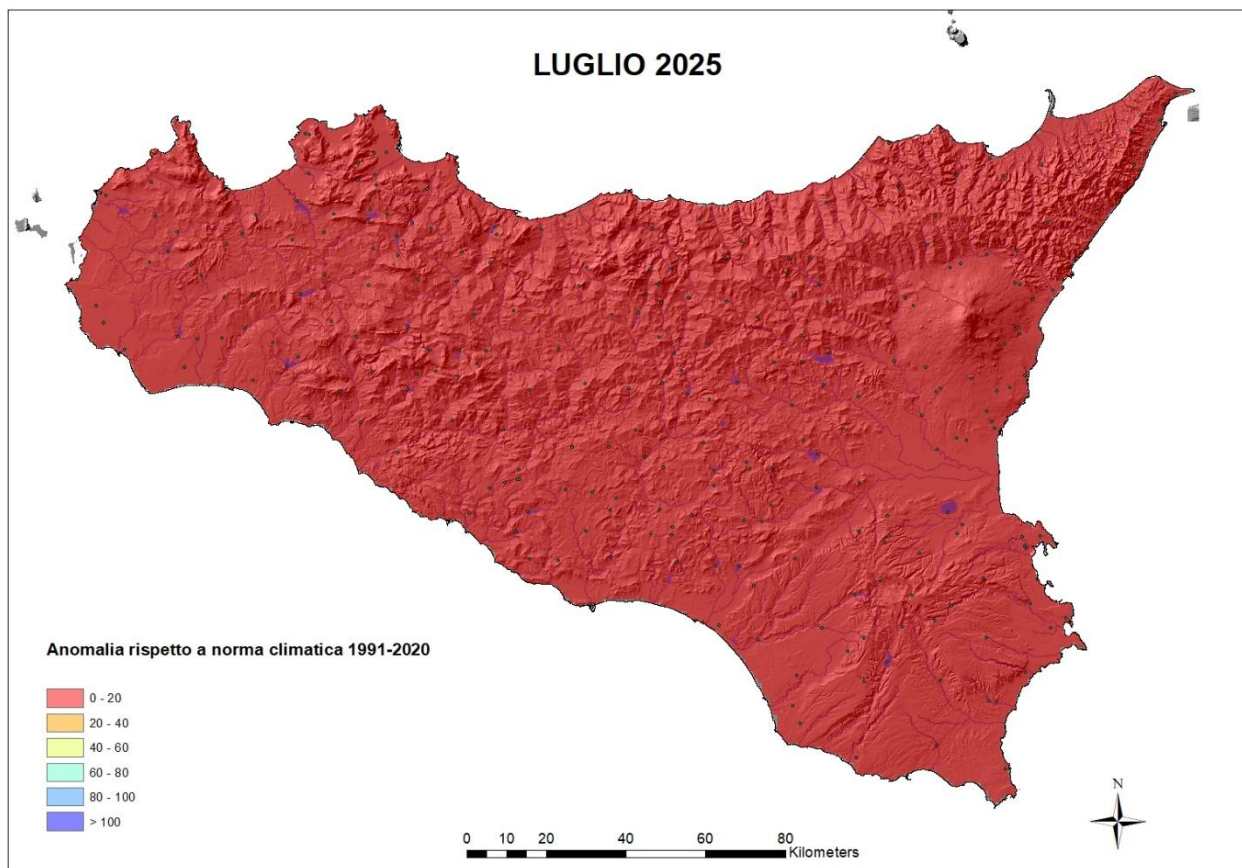 LUGLIO 2025
Anomalia rispetto a norma climatica 1991-2020
0 - 20
20 - 40
40 - 60
60 - 80
80 - 100
> 100
N
0 10 20 40 60 80
Kilometers